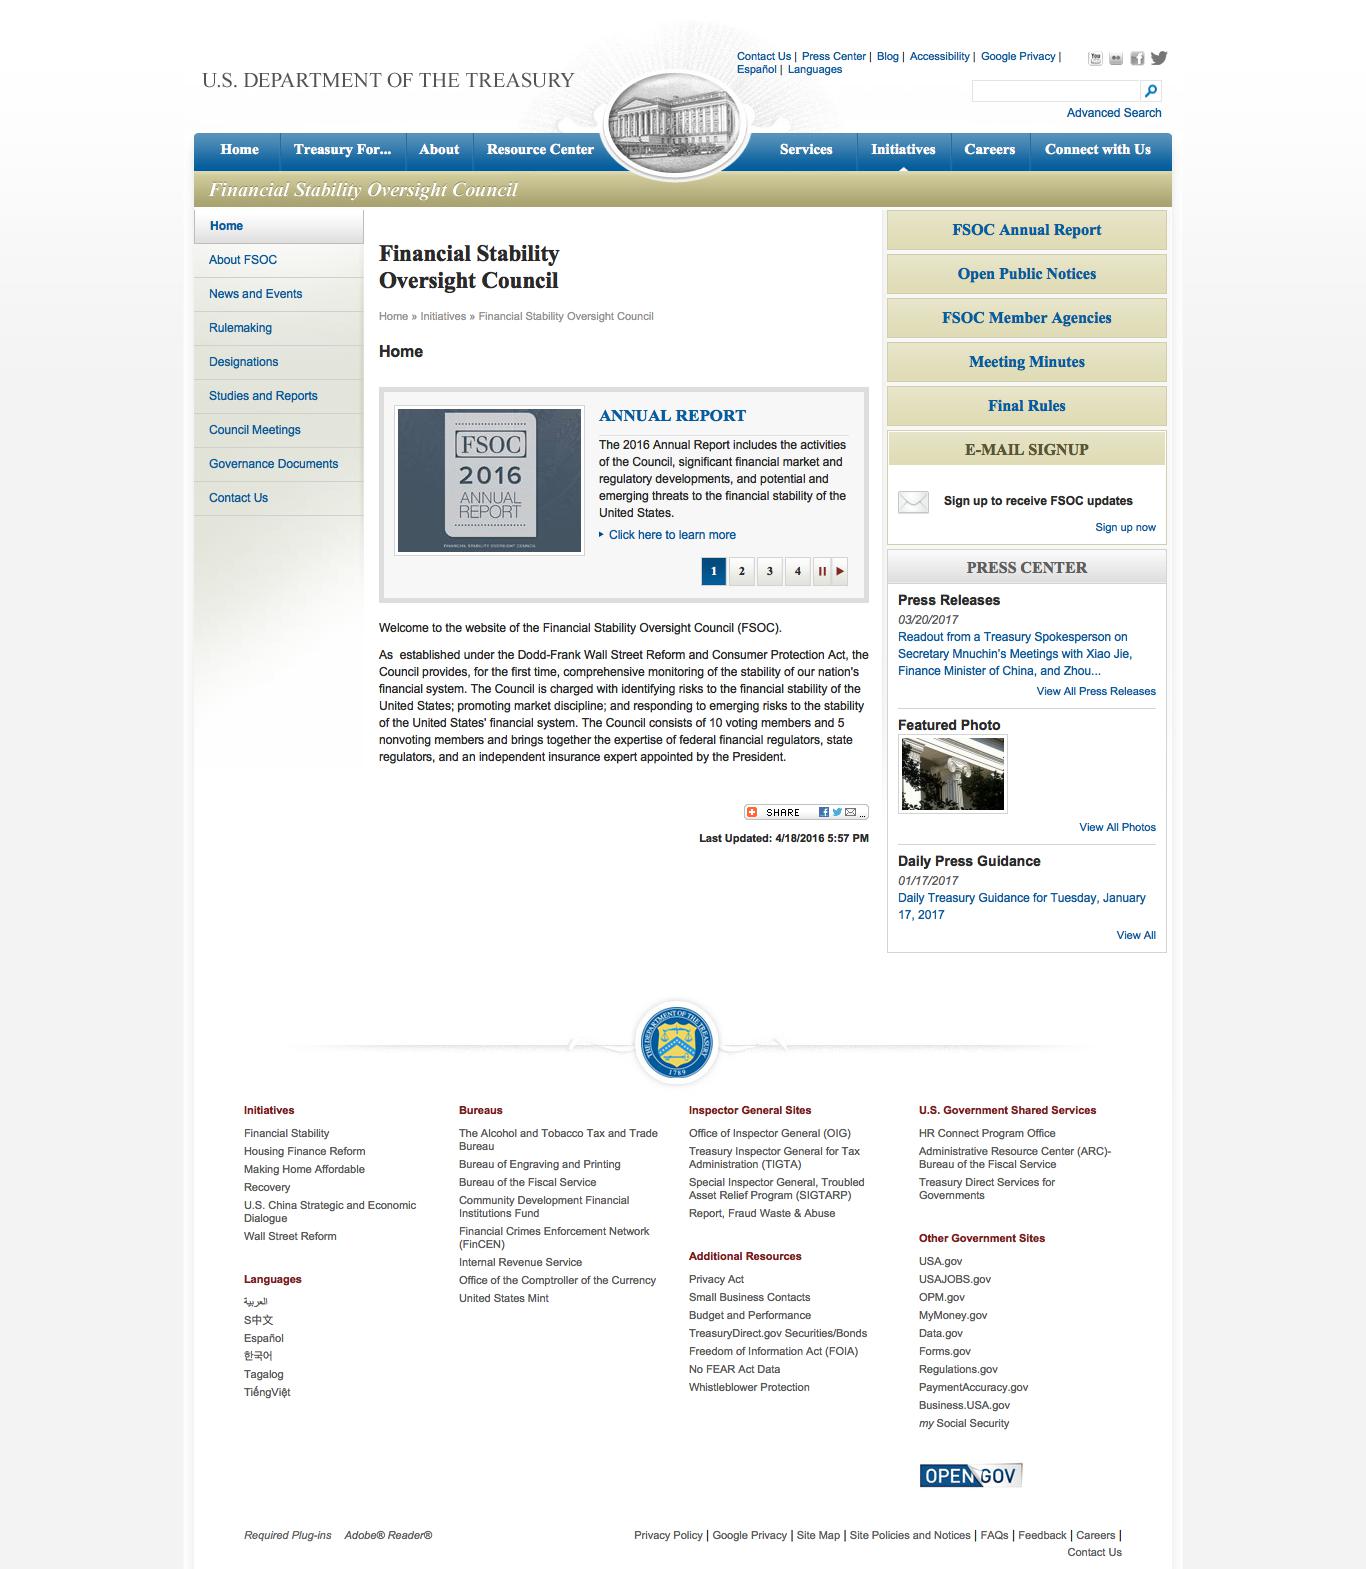 U.S. DEPARTMENT OF THE TREASURY
Contact Us | Press Center | Blog | Accessibility | Google Privacy |
Español | Languages
You
Advanced Search
Home Treasury For... About Resource Center Services Initiatives Careers Connect with Us
Financial Stability Oversight Council
Home
About FSOC
News and Events
Rulemaking
Designations
Studies and Reports
Council Meetings
Governance Documents
Contact Us
Financial Stability
Oversight Council
Home » Initiatives » Financial Stability Oversight Council
Home
FSOC
2016
ANNUAL
REPORT
FINANCIAL STABILITY OVERSIGHT COUNCIL
ANNUAL REPORT
The 2016 Annual Report includes the activities
of the Council, significant financial market and
regulatory developments, and potential and
emerging threats to the financial stability of the
United States.
Click here to learn more
1 2 3 4
Welcome to the website of the Financial Stability Oversight Council (FSOC).
As established under the Dodd-Frank Wall Street Reform and Consumer Protection Act, the
Council provides, for the first time, comprehensive monitoring of the stability of our nation's
financial system. The Council is charged with identifying risks to the financial stability of the
United States; promoting market discipline; and responding to emerging risks to the stability
of the United States' financial system. The Council consists of 10 voting members and 5
nonvoting members and brings together the expertise of federal financial regulators, state
regulators, and an independent insurance expert appointed by the President.
SHARE ...
Last Updated: 4/18/2016 5:57 PM
FSOC Annual Report
Open Public Notices
FSOC Member Agencies
Meeting Minutes
Final Rules
E-MAIL SIGNUP
Sign up to receive FSOC updates
Sign up now
PRESS CENTER
Press Releases
03/20/2017
Readout from a Treasury Spokesperson on
Secretary Mnuchin's Meetings with Xiao Jie,
Finance Minister of China, and Zhou...
View All Press Releases
Featured Photo
View All Photos
Daily Press Guidance
01/17/2017
Daily Treasury Guidance for Tuesday, January
17, 2017
View All
THE DEPARTMENT OF THE TREASURY
1789
Initiatives
Financial Stability
Housing Finance Reform
Making Home Affordable
Recovery
U.S. China Strategic and Economic
Dialogue
Wall Street Reform
Languages
العربية
S中文
Español
한국어
Tagalog
TiếngViệt
Bureaus
The Alcohol and Tobacco Tax and Trade
Bureau
Bureau of Engraving and Printing
Bureau of the Fiscal Service
Community Development Financial
Institutions Fund
Financial Crimes Enforcement Network
(FinCEN)
Internal Revenue Service
Office of the Comptroller of the Currency
United States Mint
Inspector General Sites
Office of Inspector General (OIG)
Treasury Inspector General for Tax
Administration (TIGTA)
Special Inspector General, Troubled
Asset Relief Program (SIGTARP)
Report, Fraud Waste & Abuse
Additional Resources
Privacy Act
Small Business Contacts
Budget and Performance
TreasuryDirect.gov Securities/Bonds
Freedom of Information Act (FOIA)
No FEAR Act Data
Whistleblower Protection
U.S. Government Shared Services
HR Connect Program Office
Administrative Resource Center (ARC)-
Bureau of the Fiscal Service
Treasury Direct Services for
Governments
Other Government Sites
USA.gov
USAJOBS.gov
OPM.gov
MyMoney.gov
Data.gov
Forms.gov
Regulations.gov
PaymentAccuracy.gov
Business.USA.gov
my Social Security
OPEN GOV
Required Plug-ins Adobe® Reader®
Privacy Policy | Google Privacy | Site Map | Site Policies and Notices | FAQs | Feedback | Careers |
Contact Us